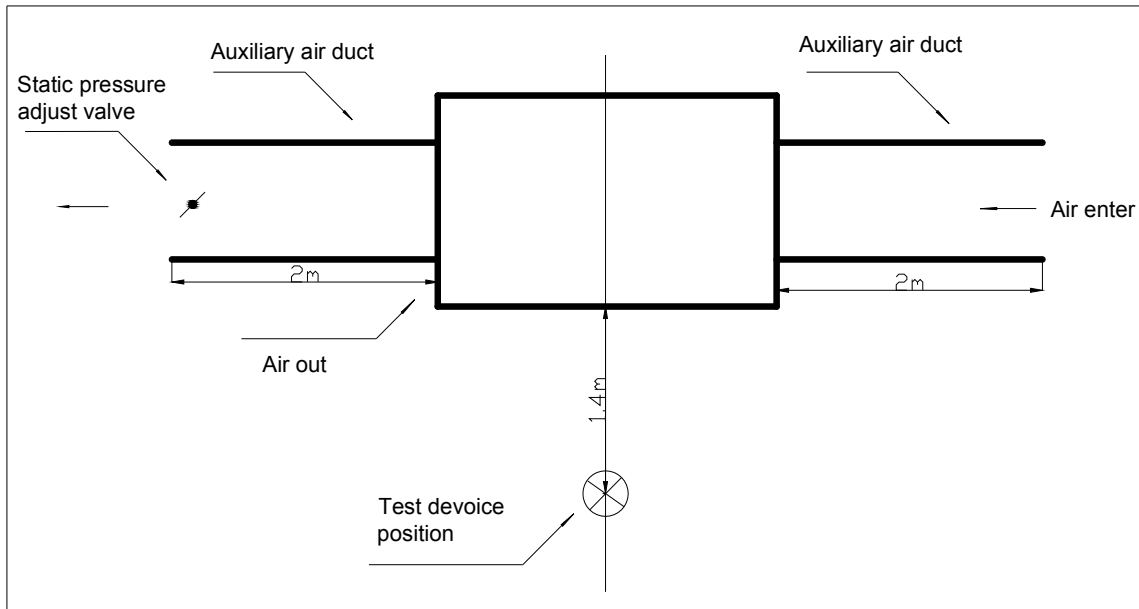 Auxiliary air duct
Auxiliary air duct
Static pressure
adjust valve
Air enter
2m
2m
Air out
1.4m
Test devoice
position